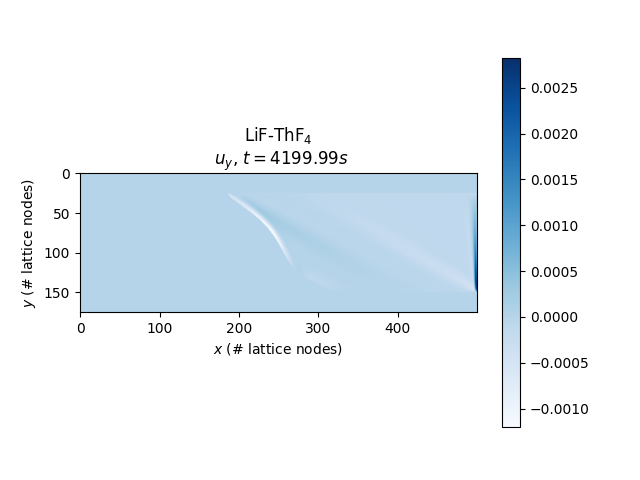 LiF-ThF₄
u_y, t = 4199.99s
0
50
100
150
y (# lattice nodes)
0 100 200 300 400
x (# lattice nodes)
0.0025
0.0020
0.0015
0.0010
0.0005
0.0000
−0.0005
−0.0010